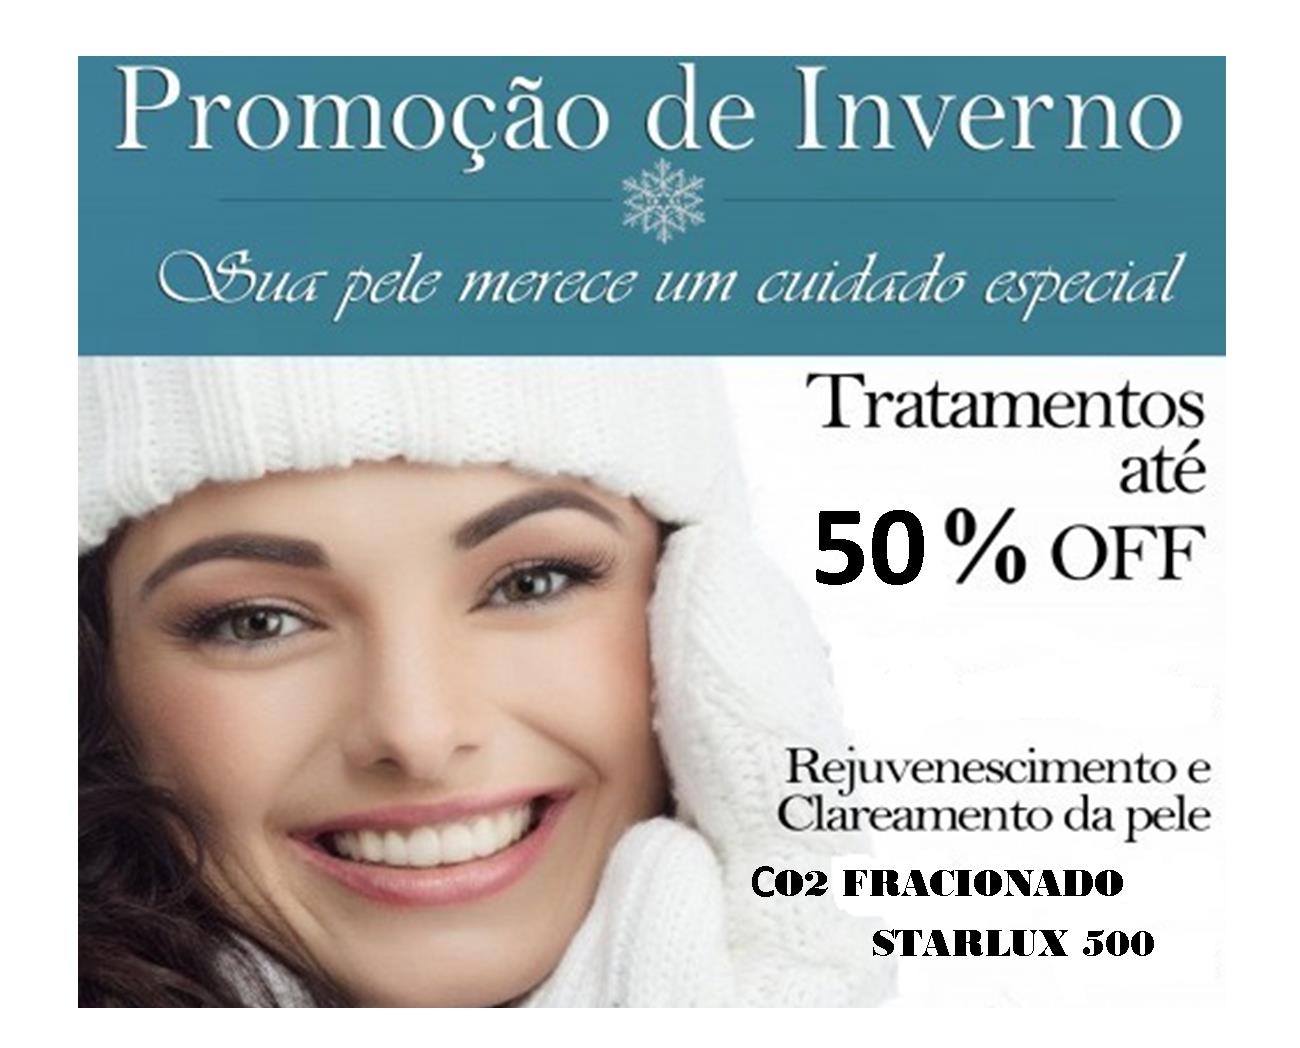 Promoção de Inverno
Sua pele merece um cuidado especial
Tratamentos
até
50 % OFF
Rejuvenescimento e
Clareamento da pele
CO2 FRACIONADO
STARLUX 500